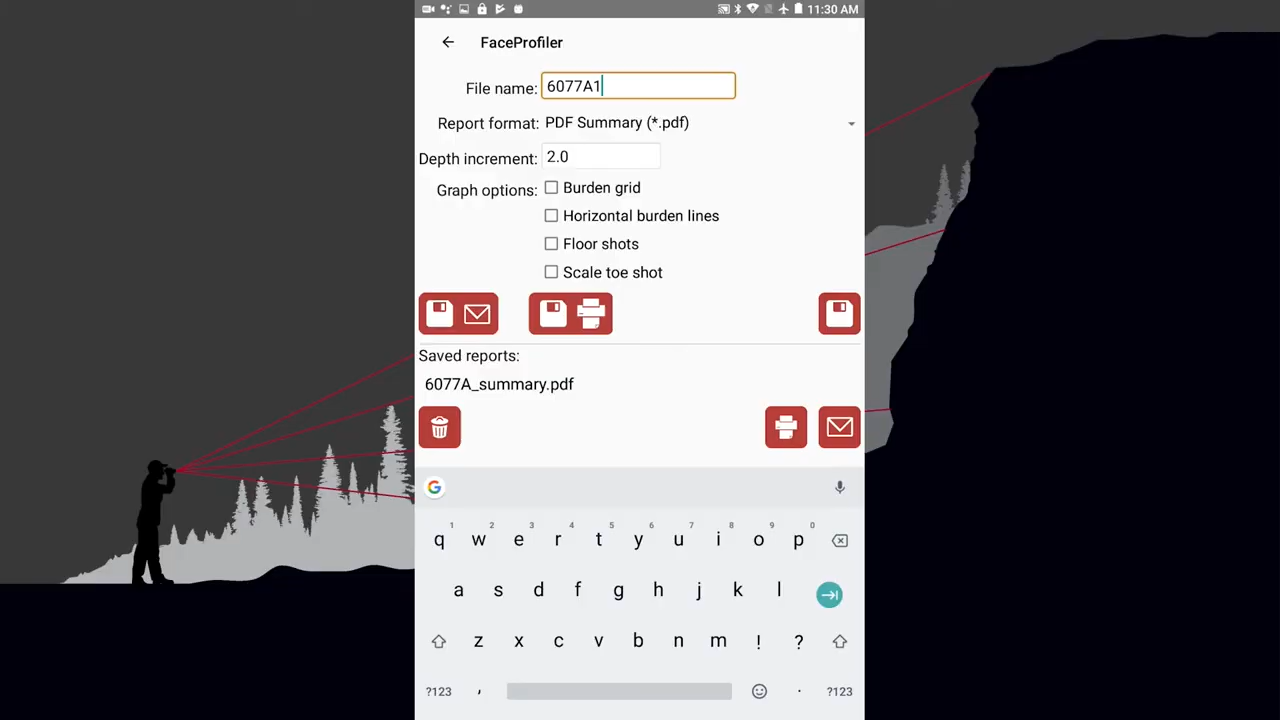 11:30 AM
FaceProfiler
File name: 6077A1
Report format: PDF Summary (*.pdf)
Depth increment: 2.0
Graph options: Burden grid
Horizontal burden lines
Floor shots
Scale toe shot
Saved reports:
6077A_summary.pdf
G
1 2 3 4 5 6 7 8 9 0
q w e r t y u i o p
a s d f g h j k l
z x c v b n m ! ?
?123 , . ?123